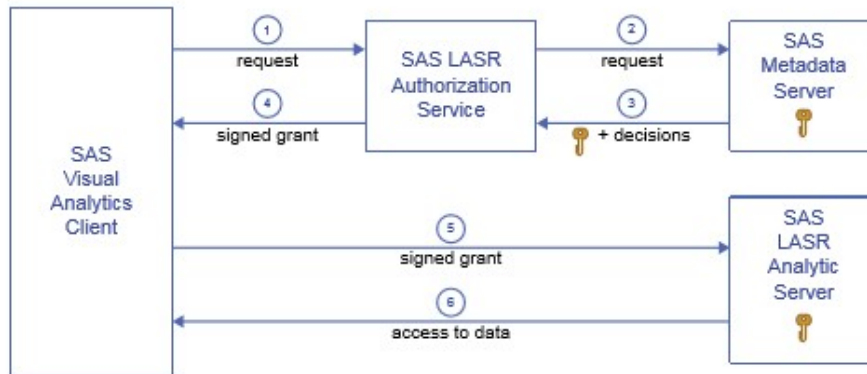 1
request
SAS LASR
Authorization
Service
2
request
SAS
Metadata
Server
4
signed grant
3
+ decisions
SAS
Visual
Analytics
Client
5
signed grant
SAS
LASR
Analytic
Server
6
access to data